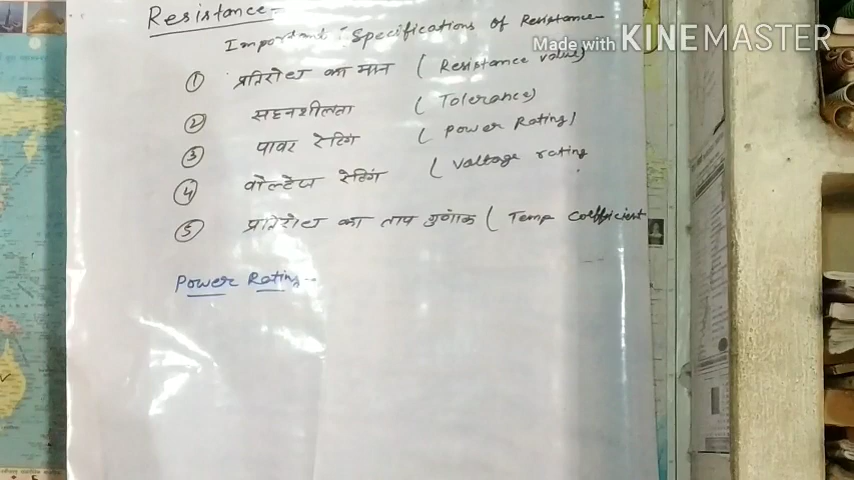 Resistance-
Important Specifications of Resistance
Made with KINEMASTER
① प्रतिरोध का मान ( Resistance value)
② सहनशीलता ( Tolerance)
③ पावर रेटिंग ( power Rating)
④ वोल्टेज रेटिंग ( Voltage rating
⑤ प्रतिरोध का ताप गुणांक ( Temp Coefficient
Power Rating--